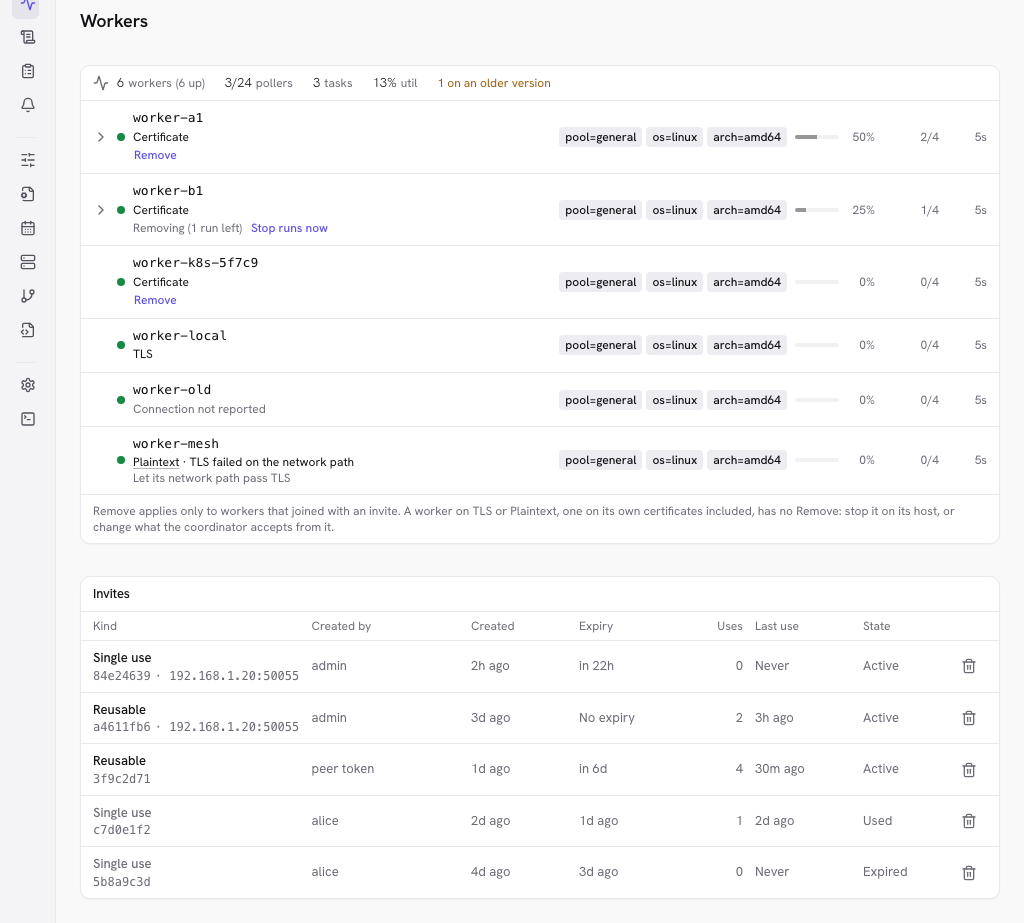 Workers
6 workers (6 up) 3/24 pollers 3 tasks 13% util 1 on an older version
worker-a1
Certificate
Remove
pool=general os=linux arch=amd64 50% 2/4 5s
worker-b1
Certificate
Removing (1 run left) Stop runs now
pool=general os=linux arch=amd64 25% 1/4 5s
worker-k8s-5f7c9
Certificate
Remove
pool=general os=linux arch=amd64 0% 0/4 5s
worker-local
TLS
pool=general os=linux arch=amd64 0% 0/4 5s
worker-old
Connection not reported
pool=general os=linux arch=amd64 0% 0/4 5s
worker-mesh
Plaintext · TLS failed on the network path
Let its network path pass TLS
pool=general os=linux arch=amd64 0% 0/4 5s
Remove applies only to workers that joined with an invite. A worker on TLS or Plaintext, one on its own certificates included, has no Remove: stop it on its host, or
change what the coordinator accepts from it.
Invites
Kind Created by Created Expiry Uses Last use State
Single use
84e24639 · 192.168.1.20:50055 admin 2h ago in 22h 0 Never Active
Reusable
a4611fb6 · 192.168.1.20:50055 admin 3d ago No expiry 2 3h ago Active
Reusable
3f9c2d71 peer token 1d ago in 6d 4 30m ago Active
Single use
c7d0e1f2 alice 2d ago 1d ago 1 2d ago Used
Single use
5b8a9c3d alice 4d ago 3d ago 0 Never Expired